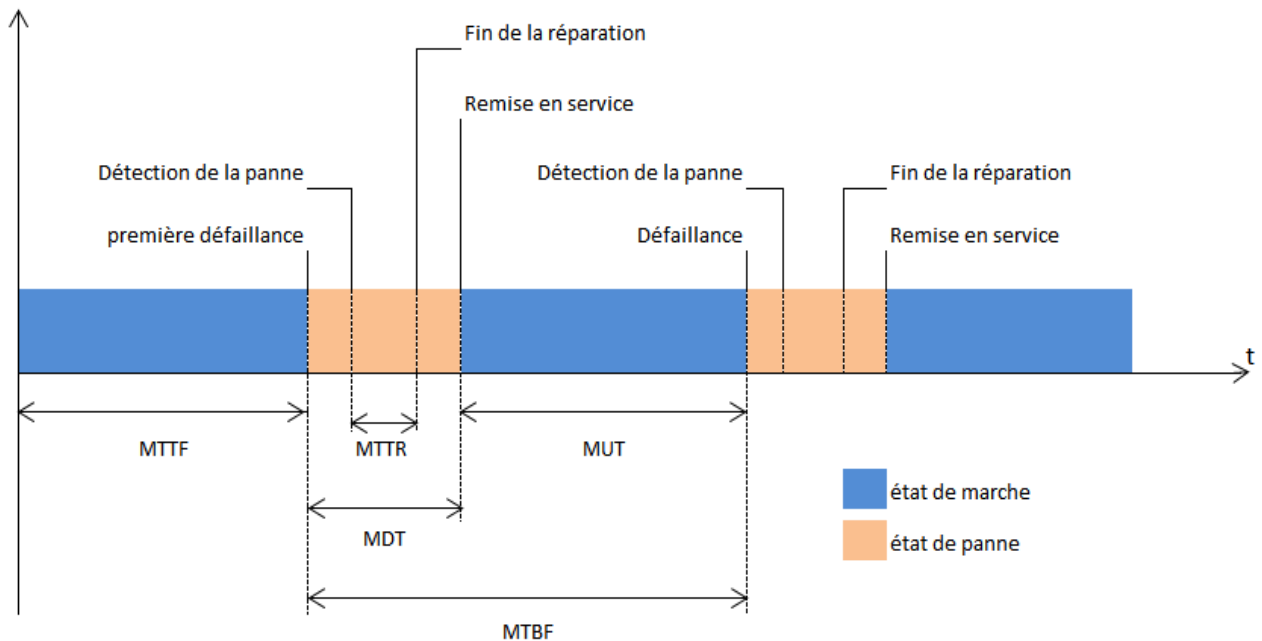 Fin de la réparation
Remise en service
Détection de la panne
Détection de la panne
Fin de la réparation
première défaillance
Défaillance
Remise en service
t
MTTF
MTTR
MUT
état de marche
MDT
état de panne
MTBF